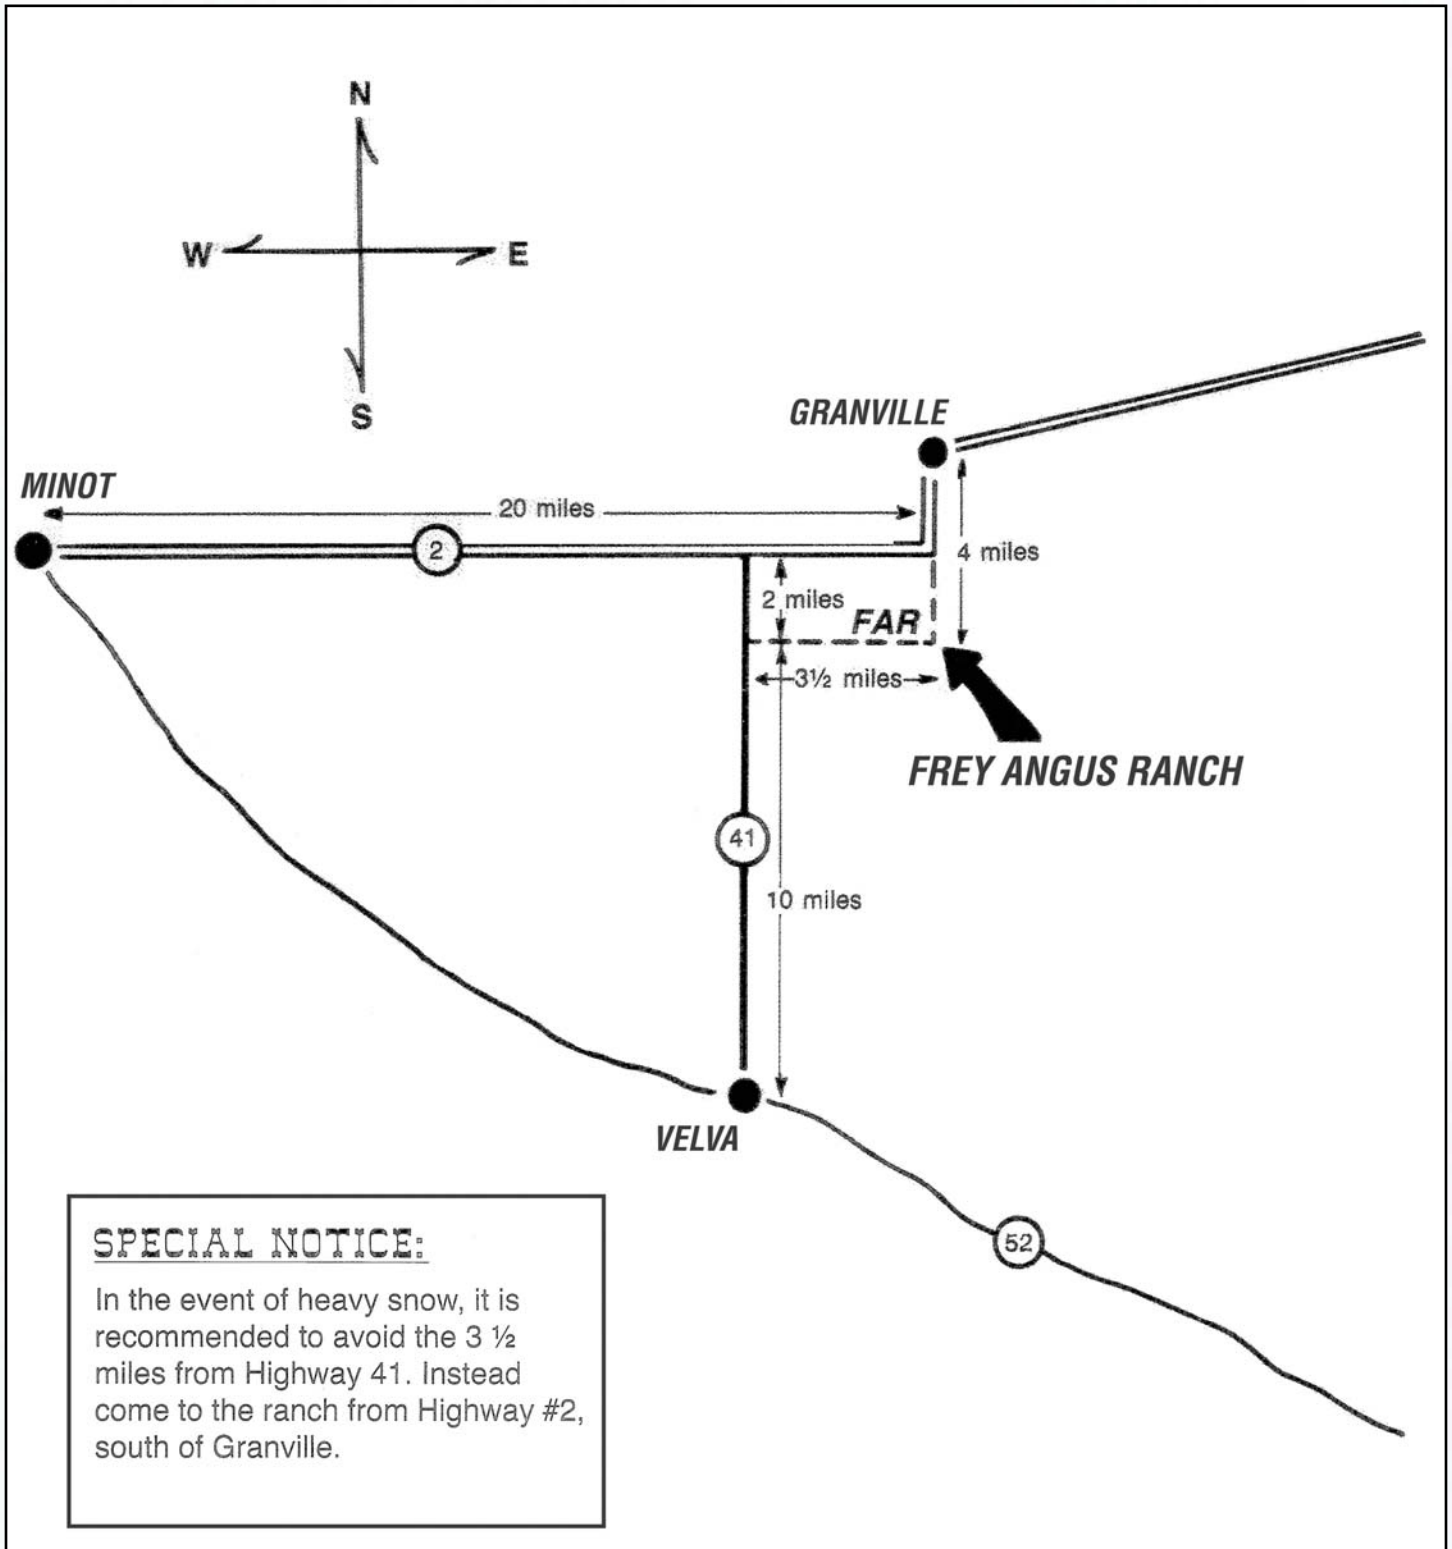 N
W
E
S
GRANVILLE
MINOT
20 miles
2
4 miles
2 miles
FAR
3½ miles
FREY ANGUS RANCH
41
10 miles
VELVA
52
SPECIAL NOTICE:
In the event of heavy snow, it is
recommended to avoid the 3 ½
miles from Highway 41. Instead
come to the ranch from Highway #2,
south of Granville.